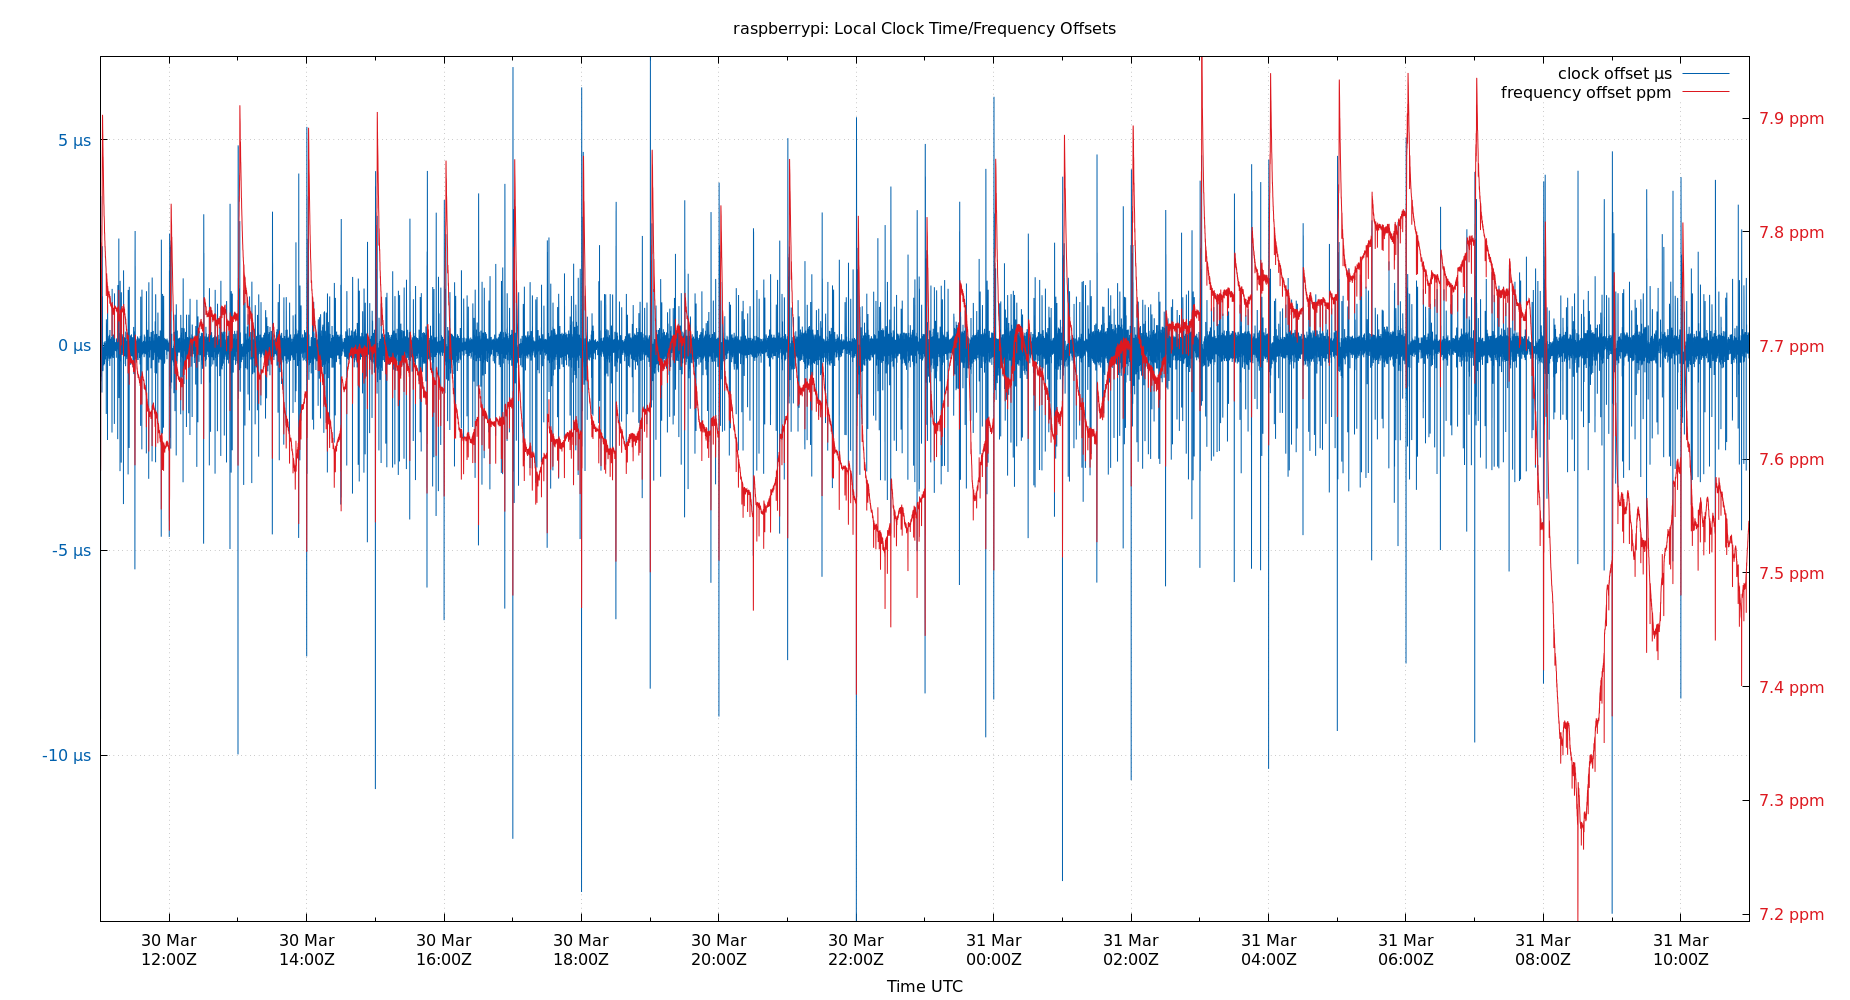 raspberrypi: Local Clock Time/Frequency Offsets
clock offset µs
frequency offset ppm
5 µs
0 µs
-5 µs
-10 µs
7.9 ppm
7.8 ppm
7.7 ppm
7.6 ppm
7.5 ppm
7.4 ppm
7.3 ppm
7.2 ppm
30 Mar 30 Mar 30 Mar 30 Mar 30 Mar 30 Mar 31 Mar 31 Mar 31 Mar 31 Mar 31 Mar 31 Mar
12:00Z 14:00Z 16:00Z 18:00Z 20:00Z 22:00Z 00:00Z 02:00Z 04:00Z 06:00Z 08:00Z 10:00Z
Time UTC